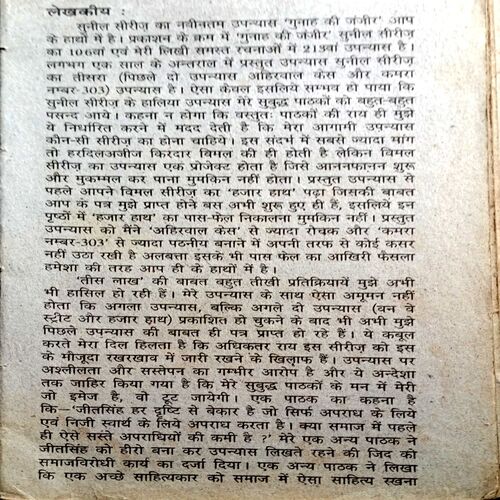 लेखकीय :
सुनील सीरीज़ का नवीनतम उपन्यास 'गुनाह की जंजीर' आप
के हाथों में है । प्रकाशन के क्रम में 'गुनाह की जंजीर' सुनील सीरीज़
का 106वां एवं मेरी लिखी समस्त रचनाओं में 213वां उपन्यास है ।
लगभग एक साल के अन्तराल में प्रस्तुत उपन्यास सुनील सीरीज़
का तीसरा (पिछले दो उपन्यास अहिरवाल केस और कमरा
नम्बर-303) उपन्यास है । ऐसा केवल इसलिये सम्भव हो पाया कि
सुनील सीरीज़ के हालिया उपन्यास मेरे सुबुद्ध पाठकों को बहुत-बहुत
पसन्द आये । कहना न होगा कि वस्तुतः पाठकों की राय ही मुझे
ये निर्धारित करने में मदद देती है कि मेरा आगामी उपन्यास
कौन-सी सीरीज़ का होना चाहिये । इस संदर्भ में सबसे ज्यादा मांग
तो हरदिलअजीज किरदार विमल की ही होती है लेकिन विमल
सीरीज़ का उपन्यास एक प्रोजेक्ट होता है जिसे आननफानन शुरू
और मुकम्मल कर पाना मुमकिन नहीं होता । प्रस्तुत उपन्यास से
पहले आपने विमल सीरीज़ का 'हजार हाथ' पढ़ा जिसकी बाबत
आप के पत्र मुझे प्राप्त होने बस अभी शुरू हुए ही हैं, इसलिये इन
पृष्ठों में 'हजार हाथ' का पास-फेल निकालना मुमकिन नहीं । प्रस्तुत
उपन्यास को मैंने 'अहिरवाल केस' से ज्यादा रोचक और 'कमरा
नम्बर-303' से ज्यादा पठनीय बनाने में अपनी तरफ से कोई कसर
नहीं उठा रखी है अलबत्ता इसके भी पास फेल का आखिरी फैसला
हमेशा की तरह आप ही के हाथों में है ।
'तीस लाख' की बाबत बहुत तीखी प्रतिक्रियायें मुझे अभी
भी हासिल हो रही हैं । मेरे उपन्यास के साथ ऐसा अमूमन नहीं
होता कि अगला उपन्यास, बल्कि अगले दो उपन्यास (वन वे
स्ट्रीट और हजार हाथ) प्रकाशित हो चुकने के बाद भी अभी मुझे
पिछले उपन्यास की बाबत ही पत्र प्राप्त हो रहे हैं । ये कबूल
करते मेरा दिल हिलता है कि अधिकतर राय इस सीरीज़ को इस
के मौजूदा रखरखाव में जारी रखने के खिलाफ हैं । उपन्यास पर
अश्लीलता और सस्तेपन का गम्भीर आरोप है और ये अन्देशा
तक जाहिर किया गया है कि मेरे सुबुद्ध पाठकों के मन में मेरी
जो इमेज है, वो टूट जायेगी । एक पाठक का कहना है
कि—'जीतसिंह हर दृष्टि से बेकार है जो सिर्फ अपराध के लिये
एवं निजी स्वार्थ के लिये अपराध करता है । क्या समाज में पहले
ही ऐसे सस्ते अपराधियों की कमी है ?' मेरे एक अन्य पाठक ने
जीतसिंह को हीरो बना कर उपन्यास लिखते रहने की जिद को
समाजविरोधी कार्य का दर्जा दिया । एक अन्य पाठक ने लिखा
कि एक अच्छे साहित्यकार को समाज में ऐसा साहित्य रखना